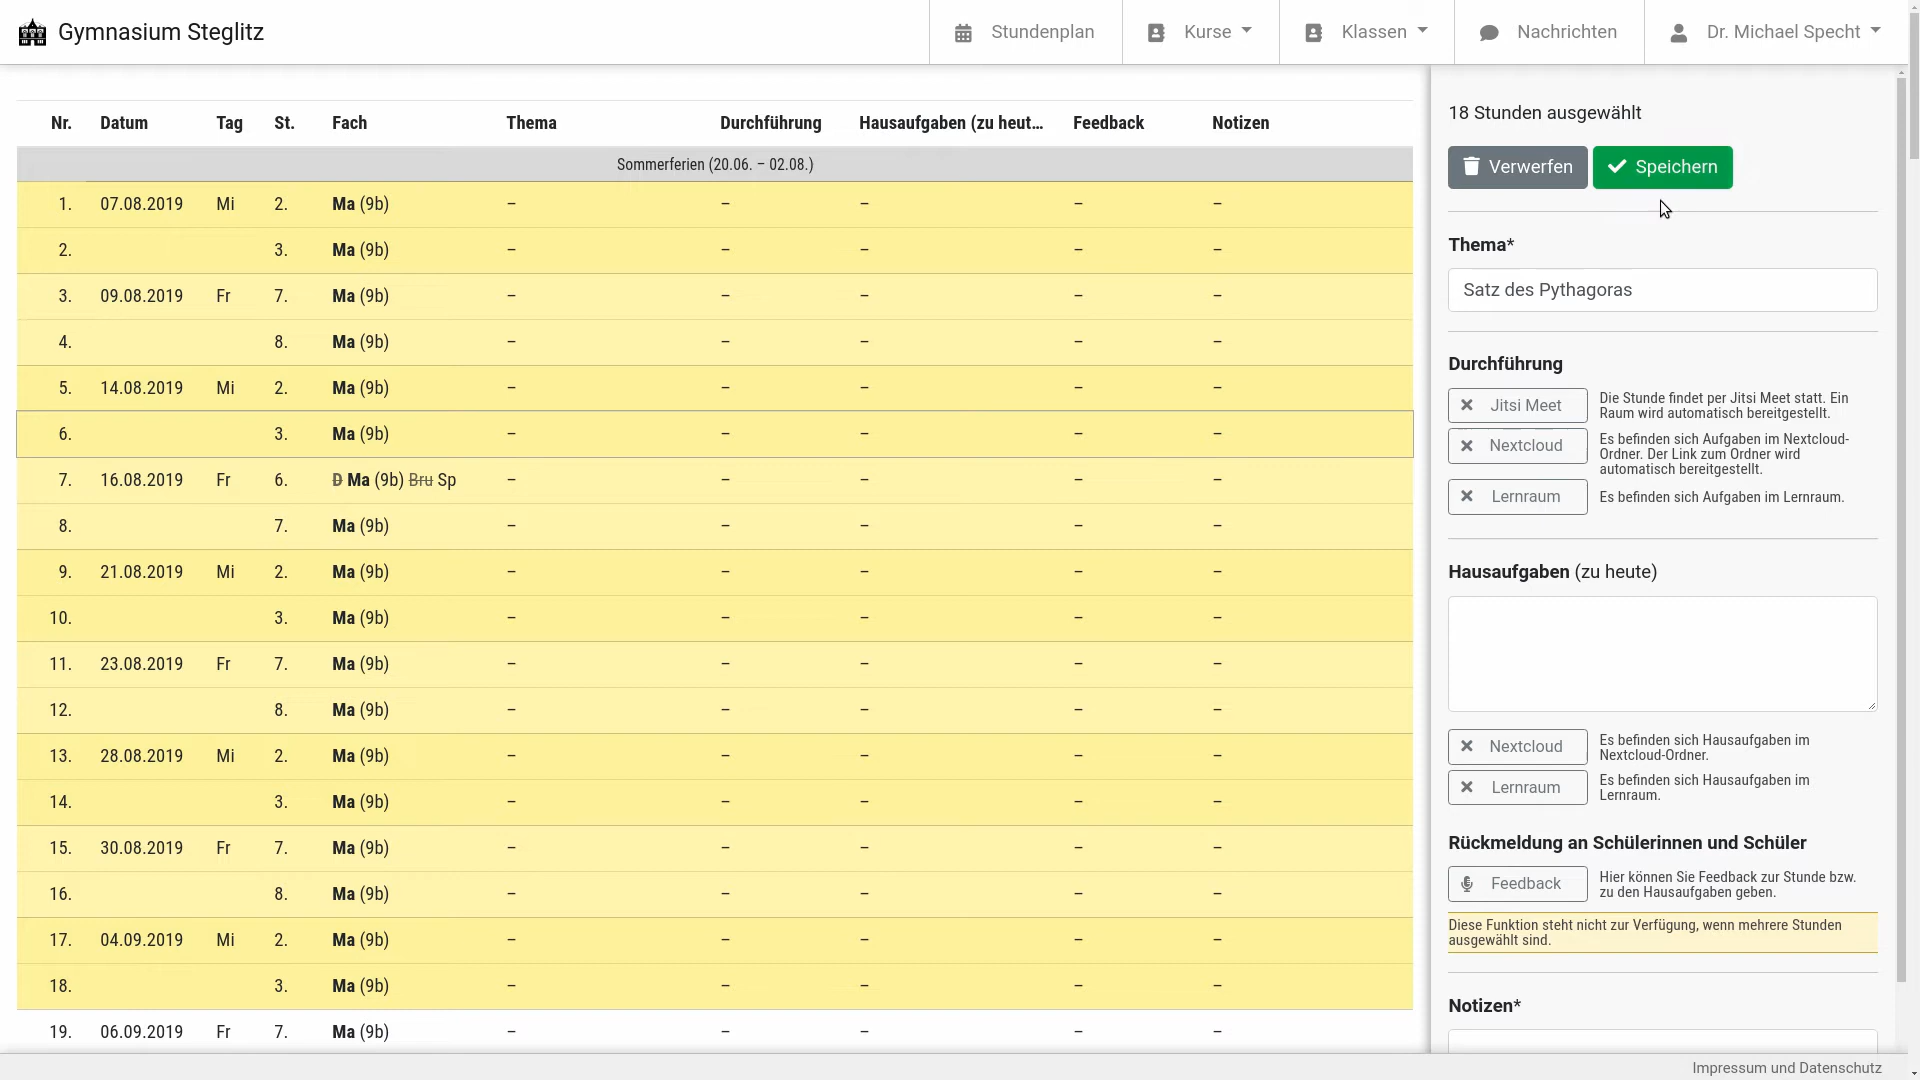 Gymnasium Steglitz
Stundenplan
Kurse
Klassen
Nachrichten
Dr. Michael Specht
Nr. Datum Tag St. Fach Thema Durchführung Hausaufgaben (zu heut... Feedback Notizen
Sommerferien (20.06. – 02.08.)
1. 07.08.2019 Mi 2. Ma (9b) – – – – –
2. 3. Ma (9b) – – – – –
3. 09.08.2019 Fr 7. Ma (9b) – – – – –
4. 8. Ma (9b) – – – – –
5. 14.08.2019 Mi 2. Ma (9b) – – – – –
6. 3. Ma (9b) – – – – –
7. 16.08.2019 Fr 6. D Ma (9b) Bru Sp – – – – –
8. 7. Ma (9b) – – – – –
9. 21.08.2019 Mi 2. Ma (9b) – – – – –
10. 3. Ma (9b) – – – – –
11. 23.08.2019 Fr 7. Ma (9b) – – – – –
12. 8. Ma (9b) – – – – –
13. 28.08.2019 Mi 2. Ma (9b) – – – – –
14. 3. Ma (9b) – – – – –
15. 30.08.2019 Fr 7. Ma (9b) – – – – –
16. 8. Ma (9b) – – – – –
17. 04.09.2019 Mi 2. Ma (9b) – – – – –
18. 3. Ma (9b) – – – – –
19. 06.09.2019 Fr 7. Ma (9b) – – – – –
18 Stunden ausgewählt
Verwerfen
Speichern
Thema*
Satz des Pythagoras
Durchführung
Jitsi Meet
Die Stunde findet per Jitsi Meet statt. Ein
Raum wird automatisch bereitgestellt.
Nextcloud
Es befinden sich Aufgaben im Nextcloud-
Ordner. Der Link zum Ordner wird
automatisch bereitgestellt.
Lernraum
Es befinden sich Aufgaben im Lernraum.
Hausaufgaben (zu heute)
Nextcloud
Es befinden sich Hausaufgaben im
Nextcloud-Ordner.
Lernraum
Es befinden sich Hausaufgaben im
Lernraum.
Rückmeldung an Schülerinnen und Schüler
Feedback
Hier können Sie Feedback zur Stunde bzw.
zu den Hausaufgaben geben.
Diese Funktion steht nicht zur Verfügung, wenn mehrere Stunden
ausgewählt sind.
Notizen*
Impressum und Datenschutz